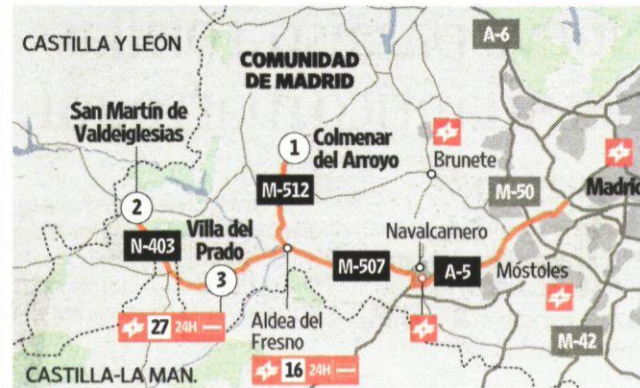 CASTILLA Y LEÓN
A-6
COMUNIDAD
DE MADRID
San Martín de
Valdeiglesias
1
Colmenar
del Arroyo
Brunete
M-512
M-50
Madrid
2
Villa del
Prado
Navalcarnero
N-403
3
M-507
A-5
Móstoles
27 24H
Aldea del
Fresno
16 24H
M-42
CASTILLA-LA MAN.